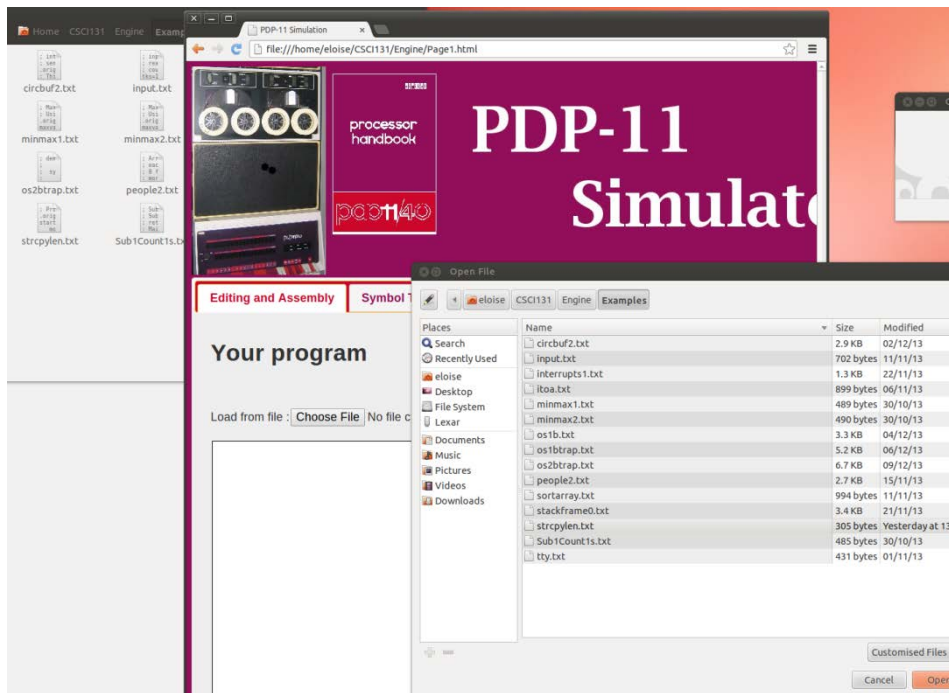 Home CSCI131 Engine Examp
circbuf2.txt input.txt
minmax1.txt minmax2.txt
os2btrap.txt people2.txt
strcpylen.txt Sub1Count1s.tx
PDP-11 Simulation
file:///home/eloise/CSCI131/Engine/Page1.html
processor
handbook
pdp11/40
PDP-11
Simulato
Editing and Assembly Symbol T
Your program
Load from file : Choose File No file c
Open File
eloise CSCI131 Engine Examples
Places Name Size Modified
Search circbuf2.txt 2.9 KB 02/12/13
Recently Used input.txt 702 bytes 11/11/13
interrupts1.txt 1.3 KB 22/11/13
eloise itoa.txt 899 bytes 06/11/13
Desktop minmax1.txt 489 bytes 30/10/13
File System minmax2.txt 490 bytes 30/10/13
Lexar os1b.txt 3.3 KB 04/12/13
os1btrap.txt 5.2 KB 06/12/13
Documents os2btrap.txt 6.7 KB 09/12/13
Music people2.txt 2.7 KB 15/11/13
Pictures sortarray.txt 994 bytes 11/11/13
Videos stackframe0.txt 3.4 KB 21/11/13
Downloads strcpylen.txt 305 bytes Yesterday at 13
Sub1Count1s.txt 485 bytes 30/10/13
tty.txt 431 bytes 01/11/13
Customised Files
Cancel Open